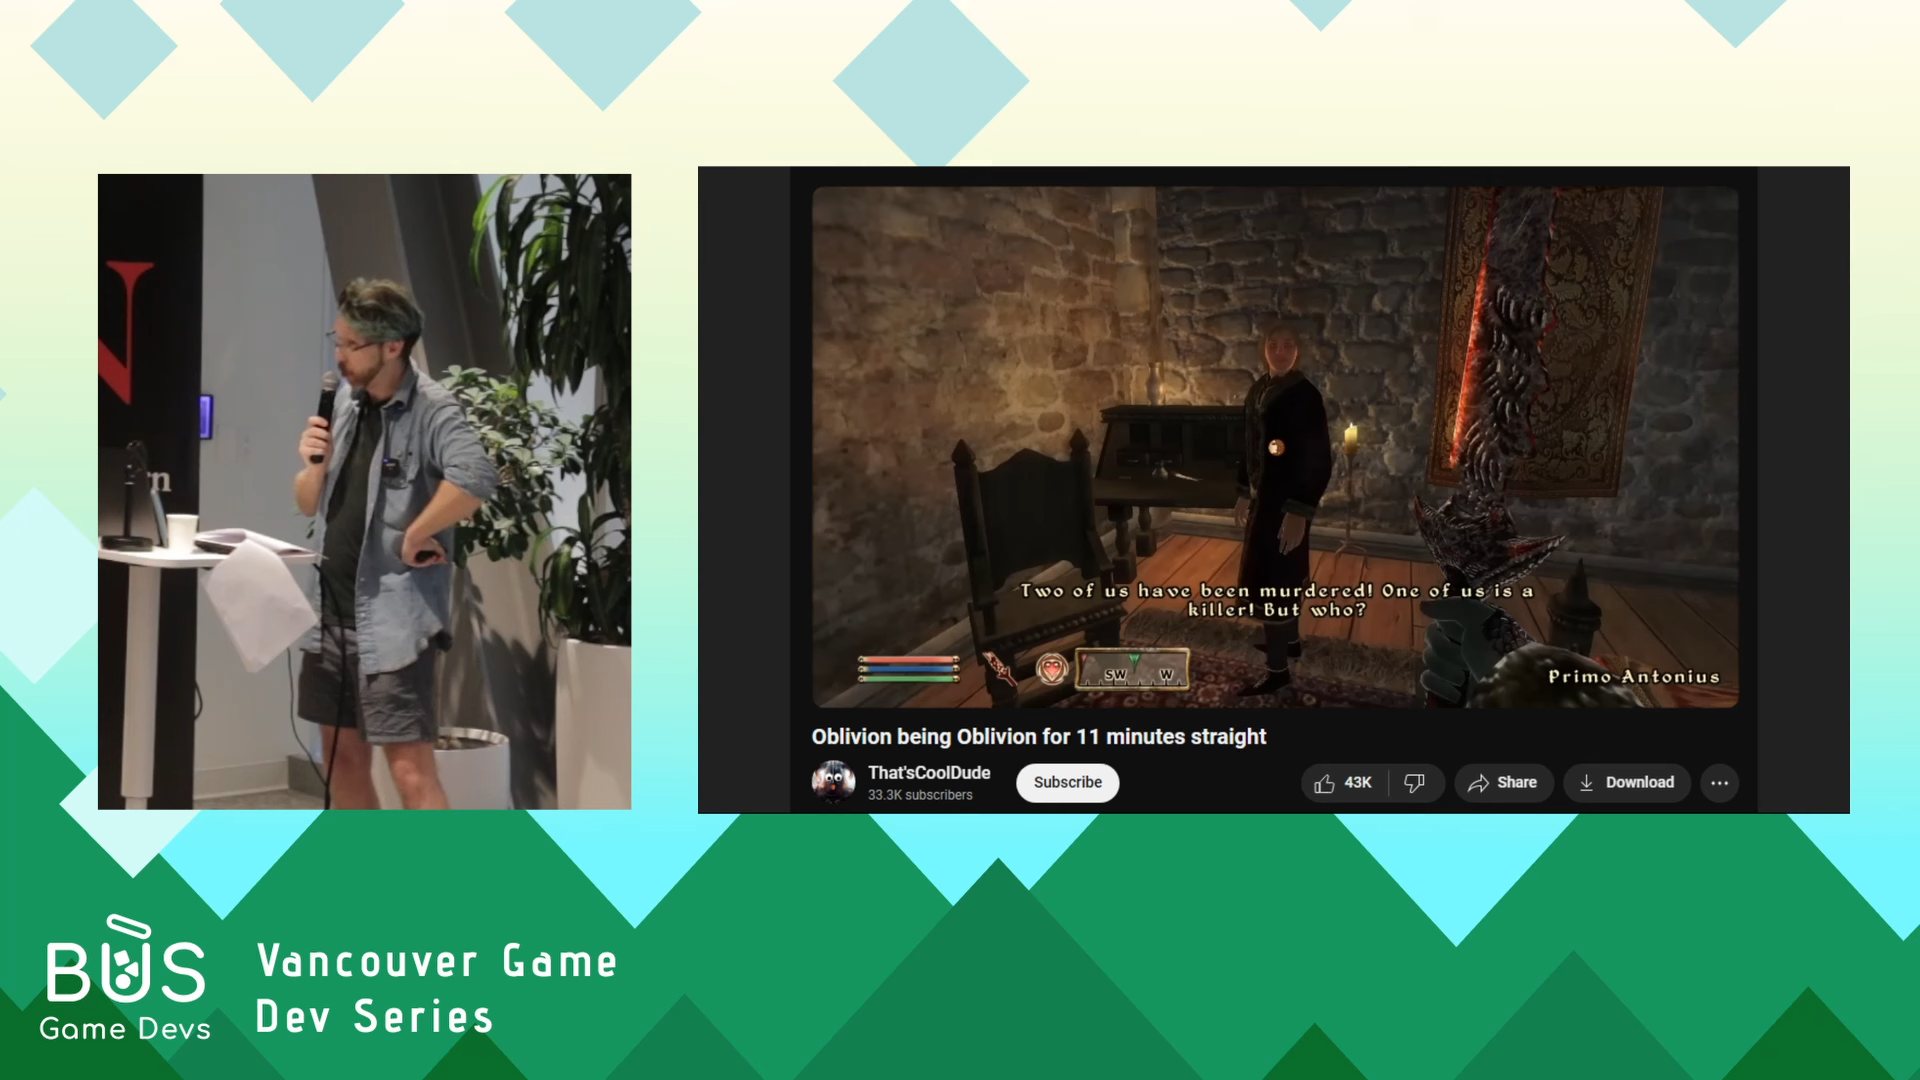 N
m
Two of us have been murdered! One of us is a
killer! But who?
SW W
Primo Antonius
Oblivion being Oblivion for 11 minutes straight
That'sCoolDude
33.3K subscribers
Subscribe
43K
Share
Download
BUS
Game Devs
Vancouver Game
Dev Series